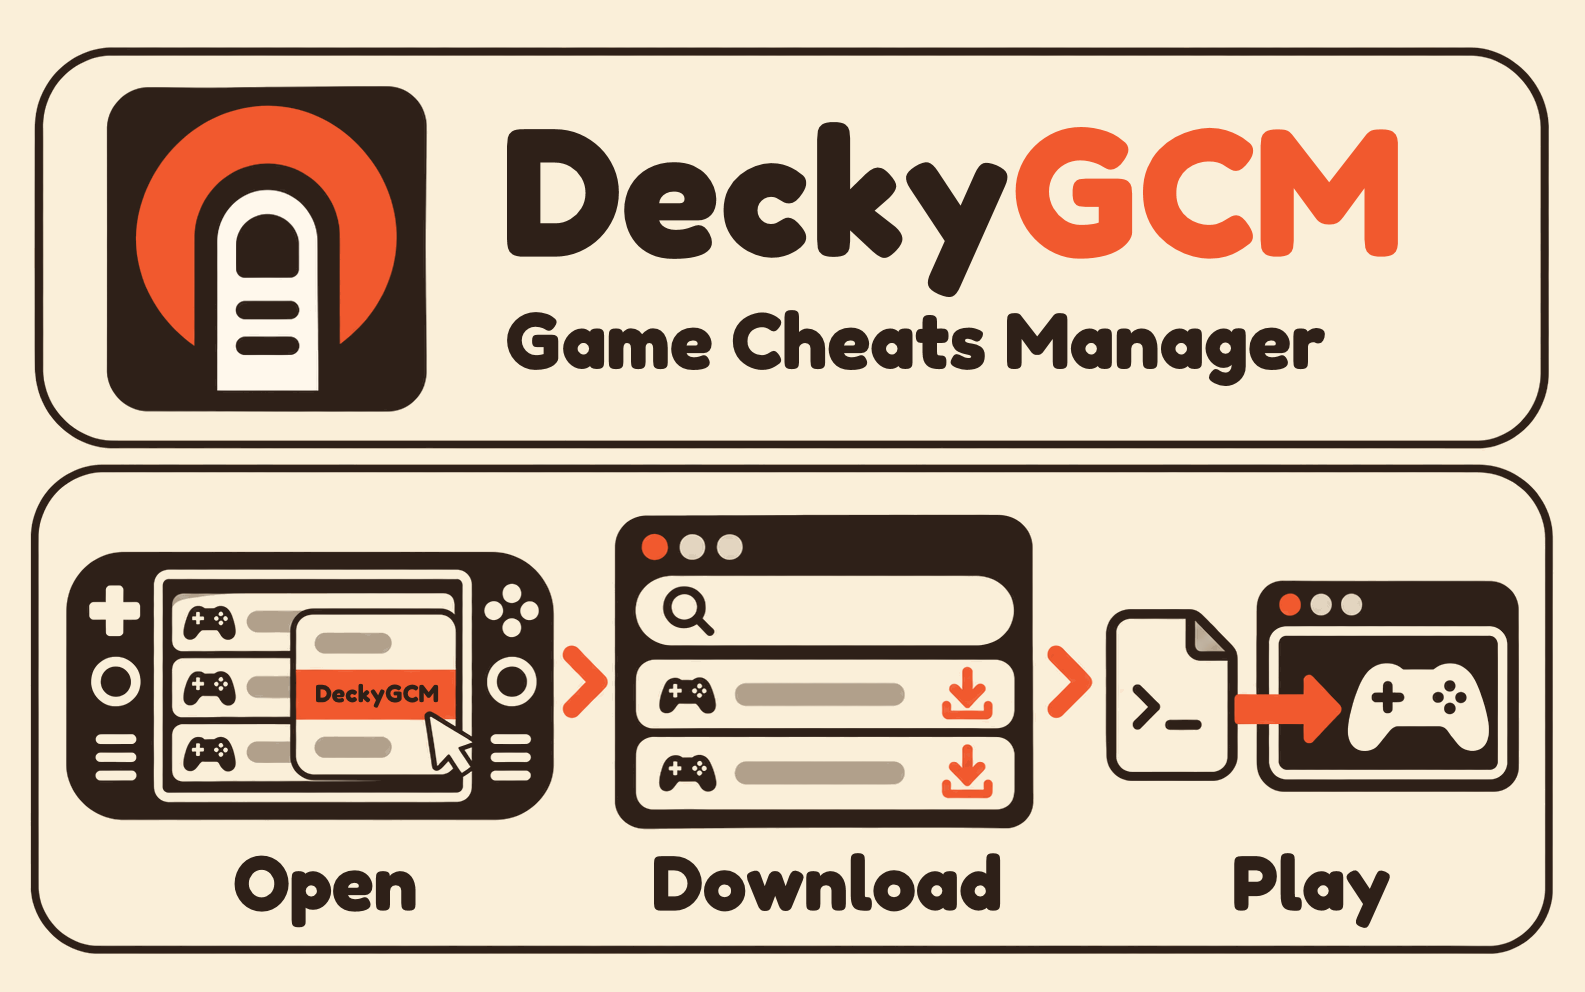 DeckyGCM
Game Cheats Manager
DeckyGCM
>_
Open
Download
Play